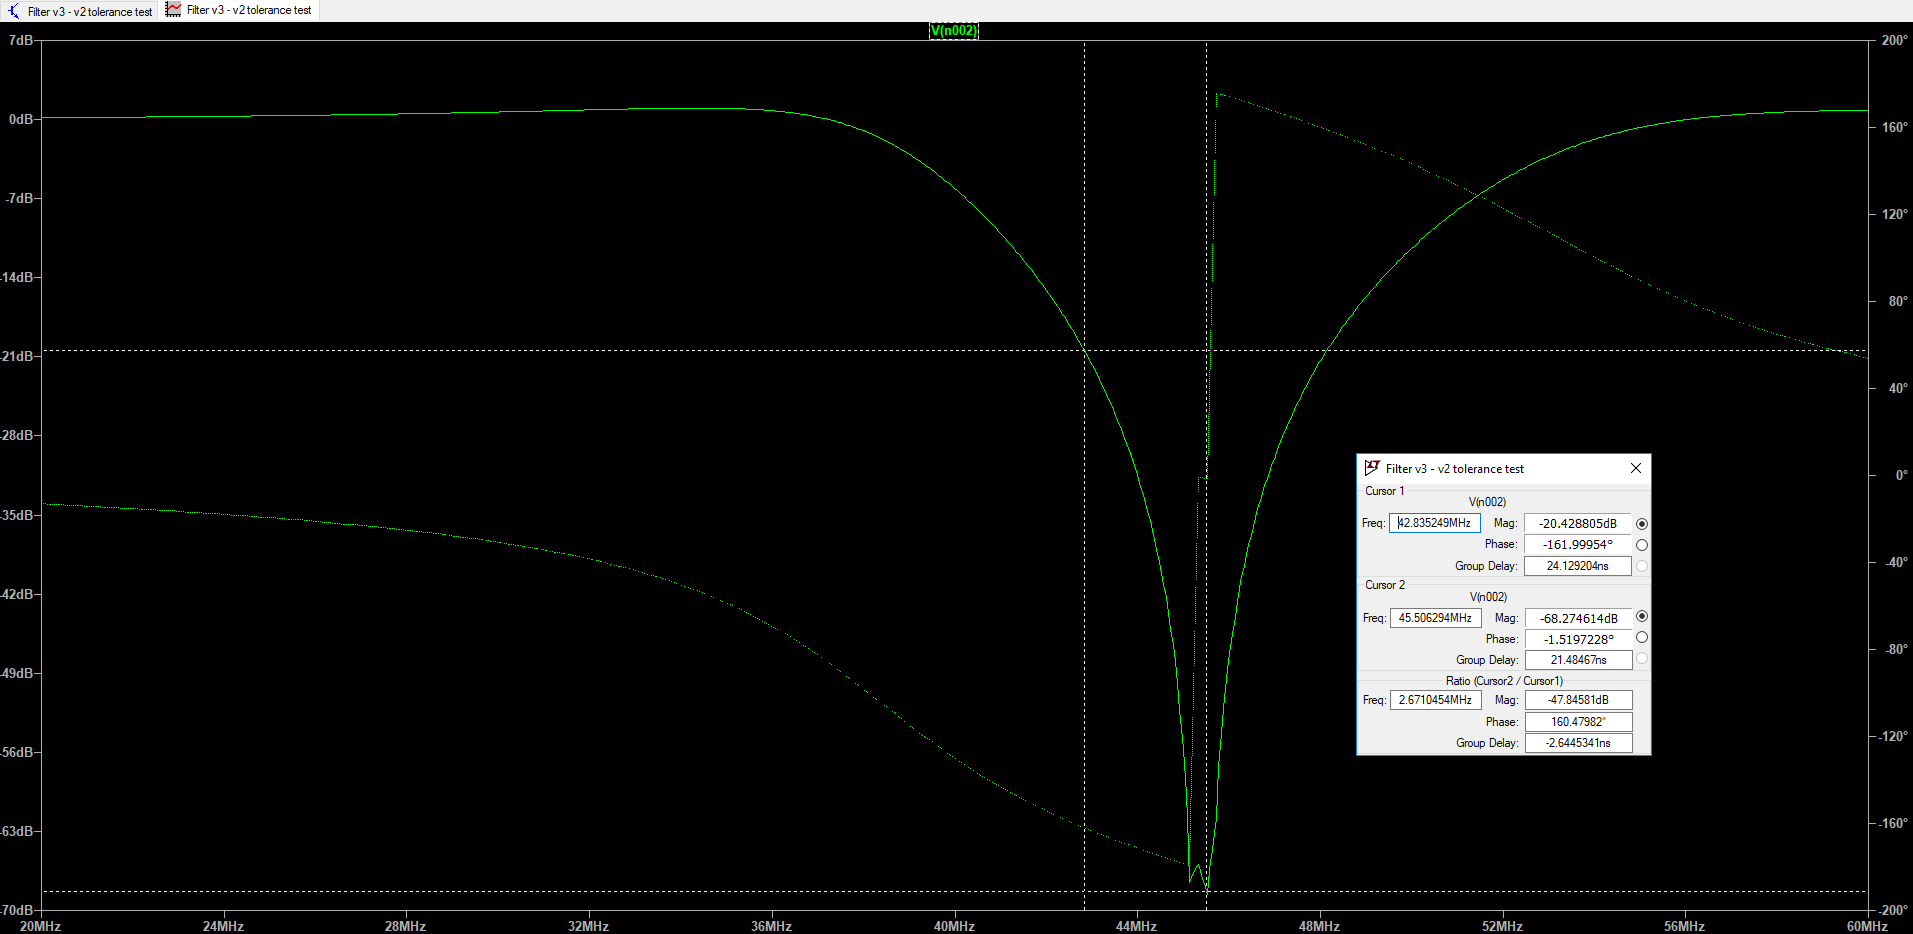 Filter v3 - v2 tolerance test Filter v3 - v2 tolerance test
V(n002)
7dB 200°
0dB 160°
-7dB 120°
-14dB 80°
-21dB 40°
-28dB 0°
-35dB -40°
-42dB -80°
-49dB -120°
-56dB -160°
-63dB -200°
-70dB
20MHz 24MHz 28MHz 32MHz 36MHz 40MHz 44MHz 48MHz 52MHz 56MHz 60MHz
Filter v3 - v2 tolerance test
Cursor 1
V(n002)
Freq: 42.835249MHz Mag: -20.428805dB
Phase: -161.99954°
Group Delay: 24.129204ns
Cursor 2
V(n002)
Freq: 45.506294MHz Mag: -68.274614dB
Phase: -1.5197228°
Group Delay: 21.48467ns
Ratio (Cursor2 / Cursor1)
Freq: 2.6710454MHz Mag: -47.84581dB
Phase: 160.47982°
Group Delay: -2.6445341ns